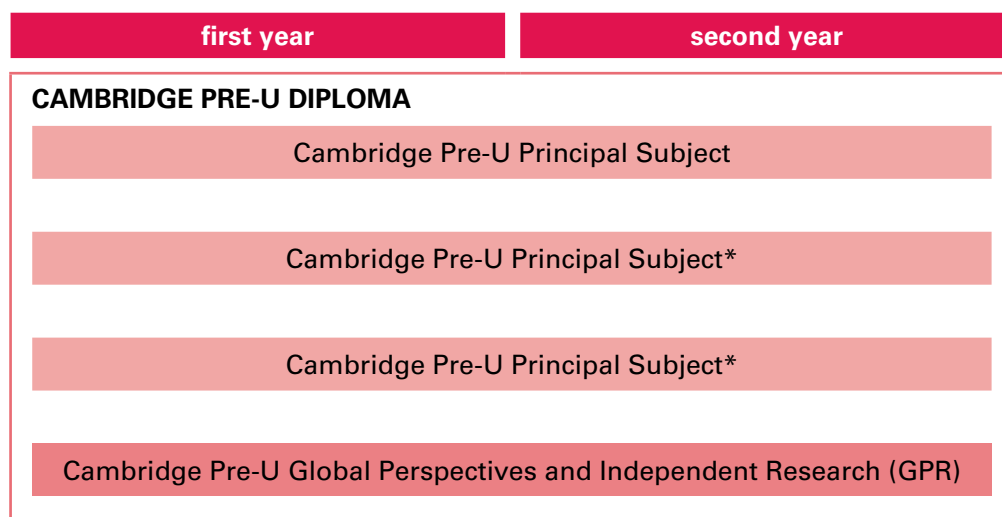 first year
second year
CAMBRIDGE PRE-U DIPLOMA
Cambridge Pre-U Principal Subject
Cambridge Pre-U Principal Subject*
Cambridge Pre-U Principal Subject*
Cambridge Pre-U Global Perspectives and Independent Research (GPR)